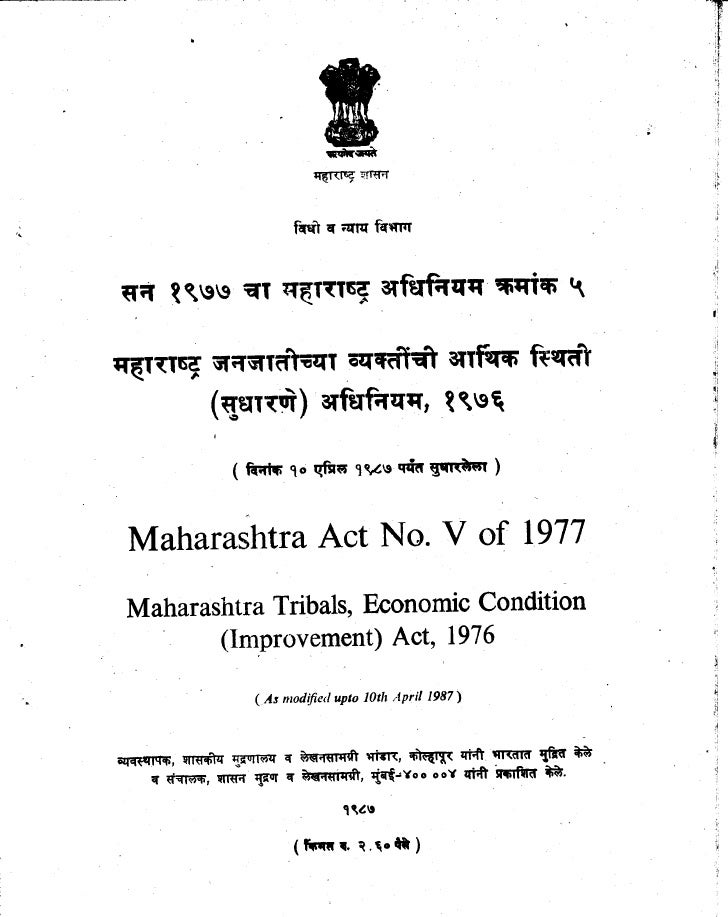 सत्यमेव जयते
महाराष्ट्र शासन
विधी व न्याय विभाग
सन १९७७ चा महाराष्ट्र अधिनियम क्रमांक ५
महाराष्ट्र जनजातीच्या व्यक्तींची आर्थिक स्थिती
(सुधारणे) अधिनियम, १९७६
( दिनांक १० एप्रिल १९८७ पर्यंत सुधारलेला )
Maharashtra Act No. V of 1977
Maharashtra Tribals, Economic Condition
(Improvement) Act, 1976
( As modified upto 10th April 1987 )
व्यवस्थापक, शासकीय मुद्रणालय व लेखनसामग्री भांडार, कोल्हापूर यांनी भारतात मुद्रित केले
व संचालक, शासन मुद्रण व लेखनसामग्री, मुंबई-४०० ००४ यांनी प्रकाशित केले.
१९८७
( किंमत रु. २.६० पैसे )